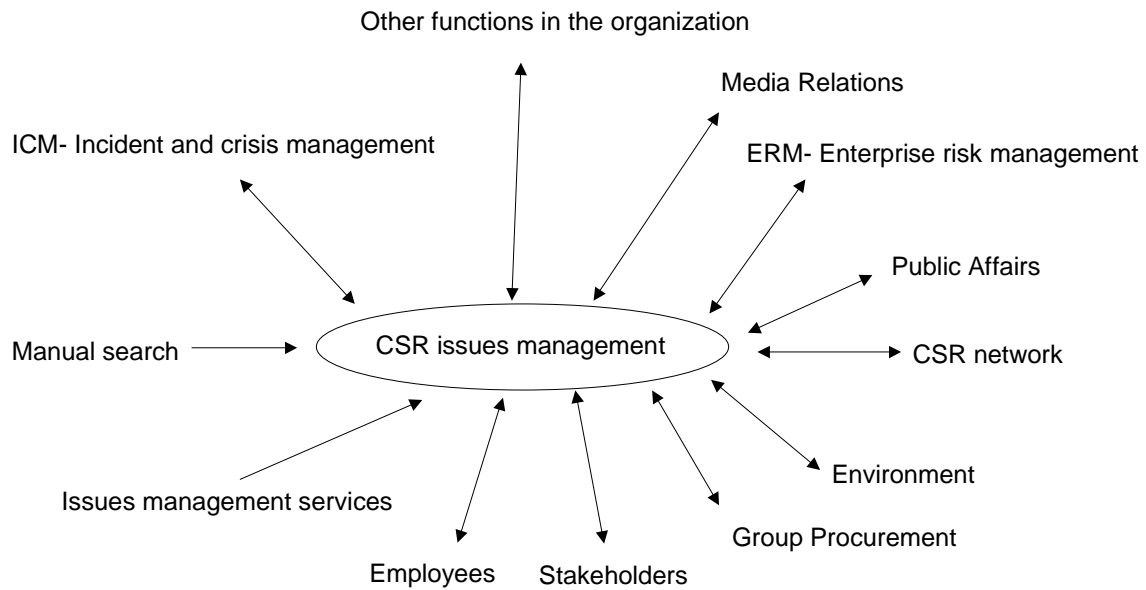 Other functions in the organization
Media Relations
ICM- Incident and crisis management
ERM- Enterprise risk management
Public Affairs
Manual search
CSR issues management
CSR network
Environment
Issues management services
Group Procurement
Employees
Stakeholders